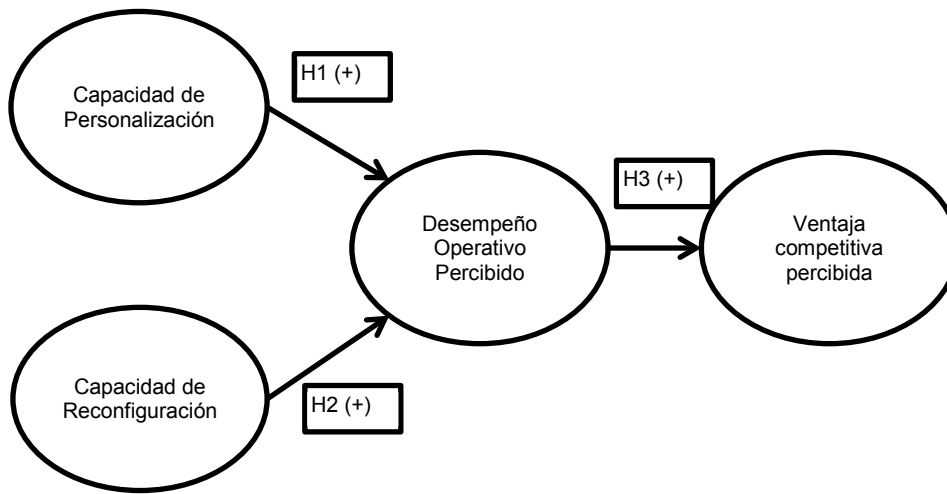 Capacidad de
Personalización
H1 (+)
Desempeño
Operativo
Percibido
H3 (+)
Ventaja
competitiva
percibida
Capacidad de
Reconfiguración
H2 (+)